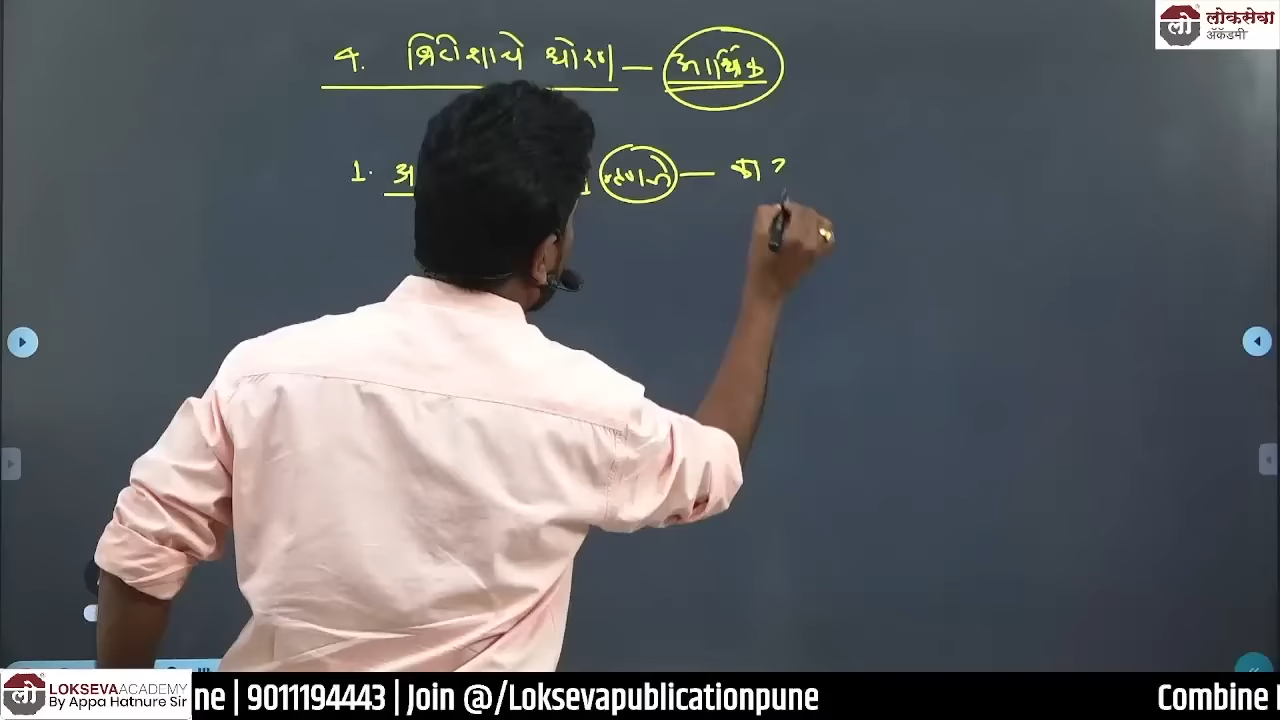 लोकसेवा
अॅकॅडमी
लो
4. ब्रिटीशाचे धोरण — आर्थिक
1. अ — का ?
लो
LOKSEVA ACADEMY
By Appa Hatnure Sir
ne | 9011194443 | Join @/Loksevapublicationpune
Combine